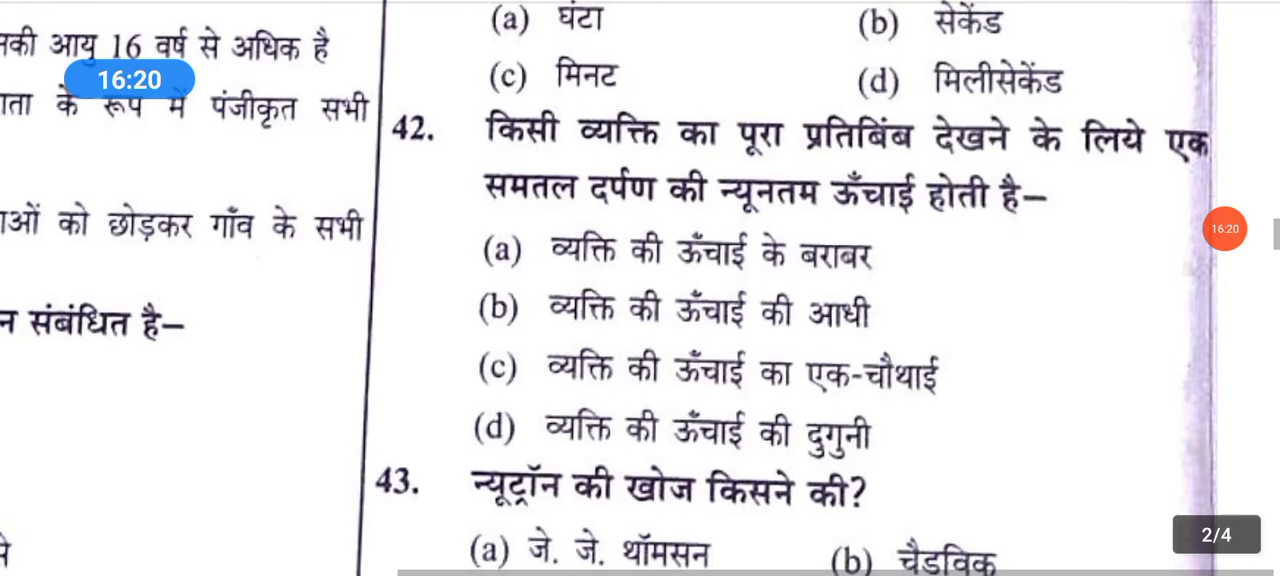 की आयु 16 वर्ष से अधिक है
16:20
के रूप में पंजीकृत सभी
को छोड़कर गाँव के सभी
संबंधित है–
(a) घंटा (b) सेकेंड
(c) मिनट (d) मिलीसेकेंड
42. किसी व्यक्ति का पूरा प्रतिबिंब देखने के लिये एक
समतल दर्पण की न्यूनतम ऊँचाई होती है–
(a) व्यक्ति की ऊँचाई के बराबर
(b) व्यक्ति की ऊँचाई की आधी
(c) व्यक्ति की ऊँचाई का एक-चौथाई
(d) व्यक्ति की ऊँचाई की दुगुनी
43. न्यूट्रॉन की खोज किसने की?
(a) जे. जे. थॉमसन (b) चैडविक
16:20
2/4